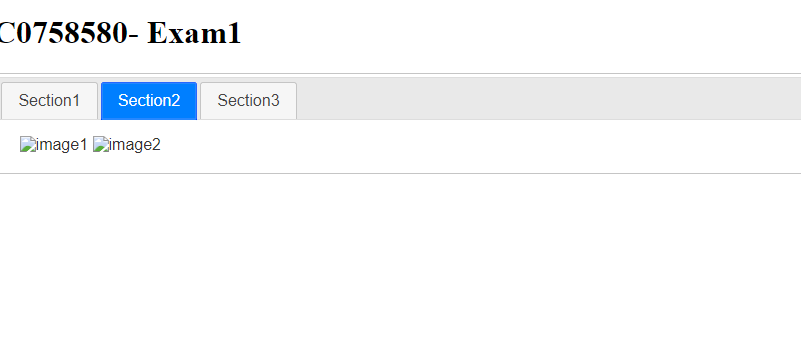 C0758580- Exam1
Section1 Section2 Section3
image1 image2